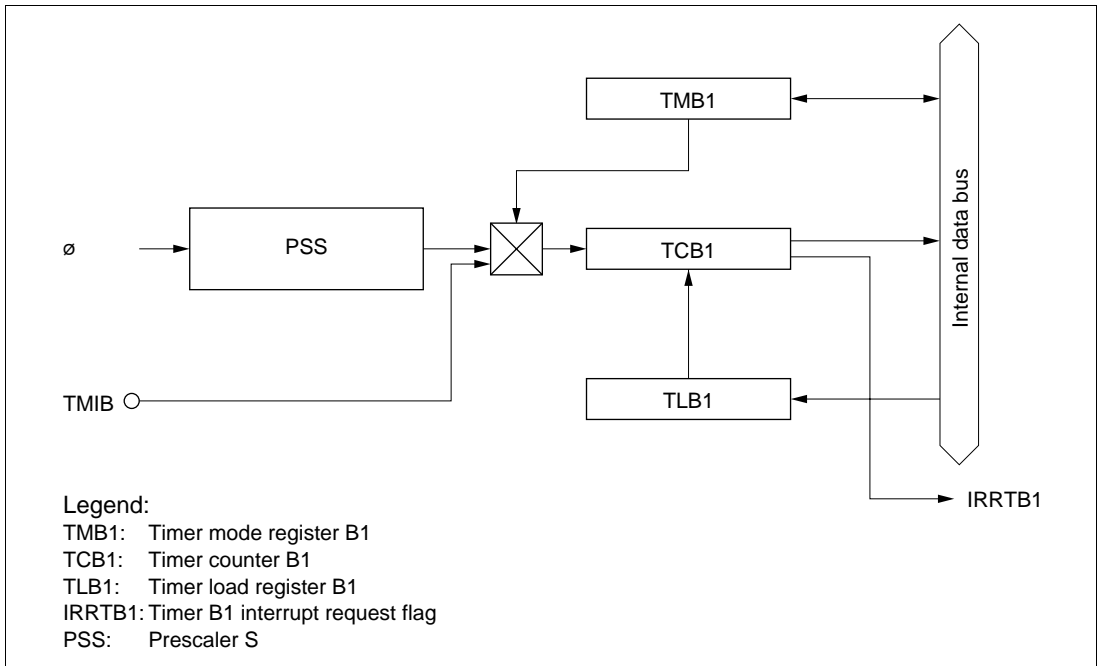 TMB1
ø
PSS
TCB1
Internal data bus
TMIB
TLB1
IRRTB1
Legend:
TMB1: Timer mode register B1
TCB1: Timer counter B1
TLB1: Timer load register B1
IRRTB1: Timer B1 interrupt request flag
PSS: Prescaler S